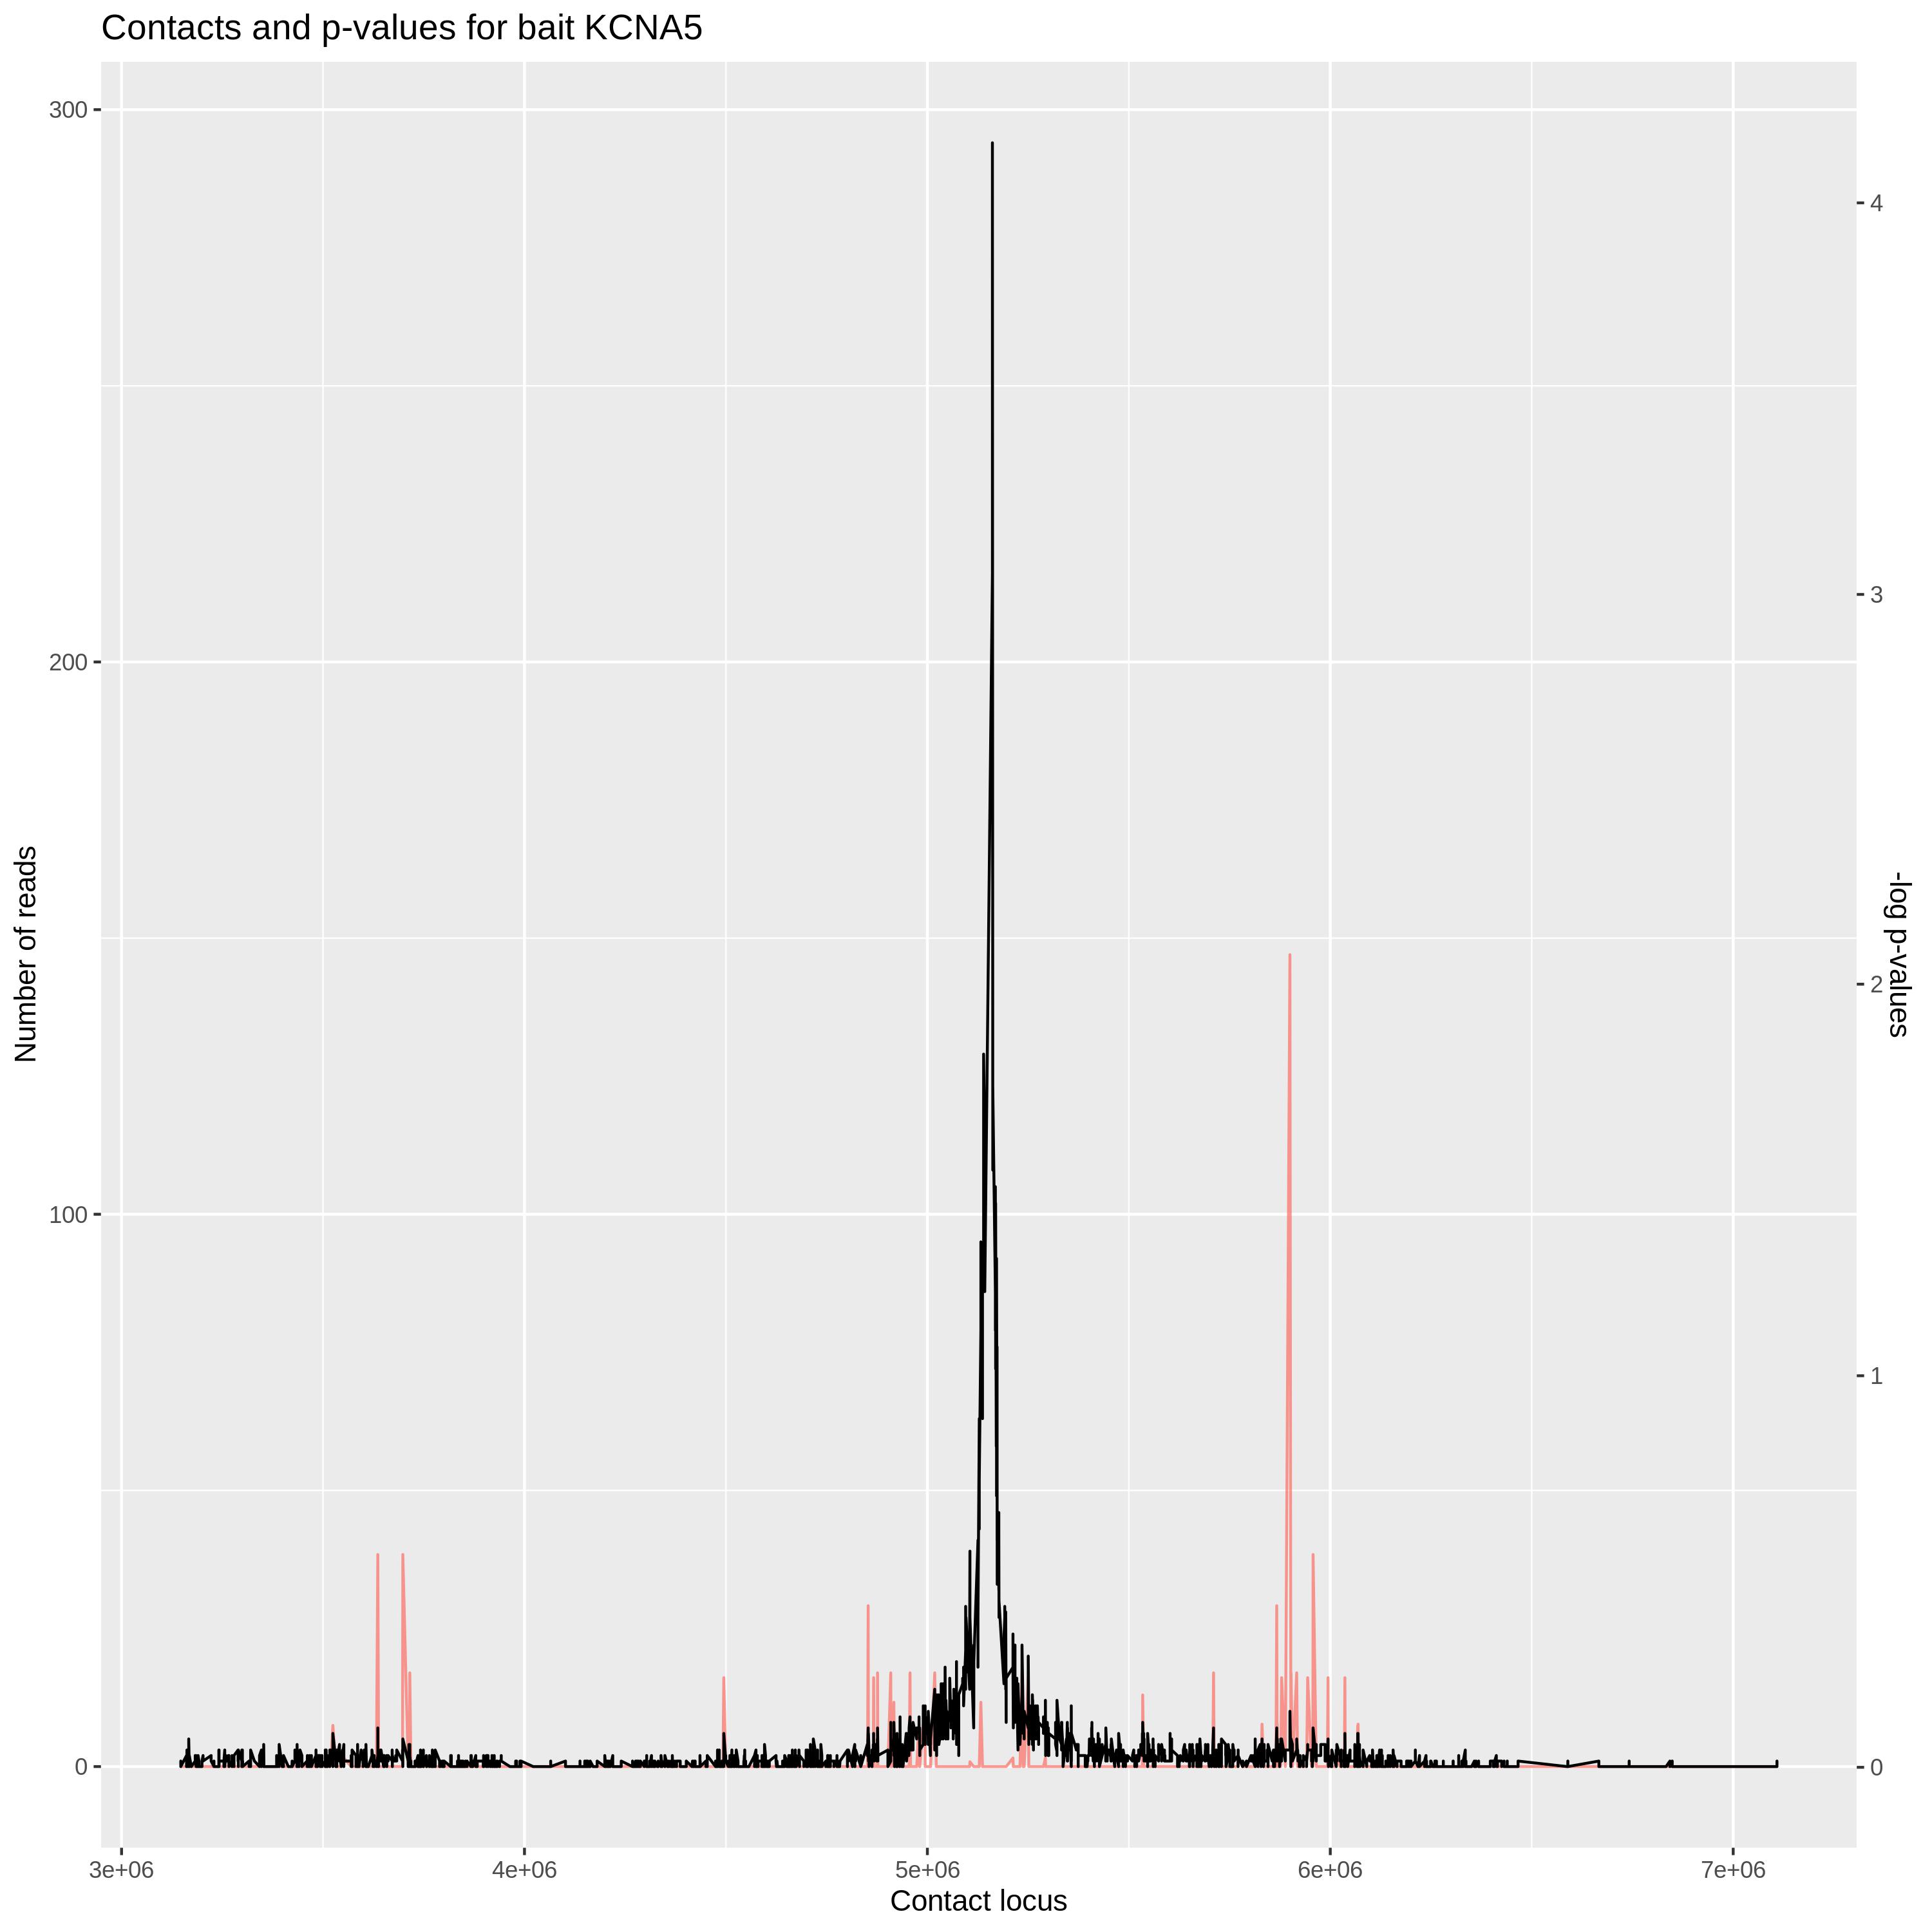 Contacts and p-values for bait KCNA5
300
200
100
0
Number of reads
4
3
2
1
0
-log p-values
3e+06 4e+06 5e+06 6e+06 7e+06
Contact locus